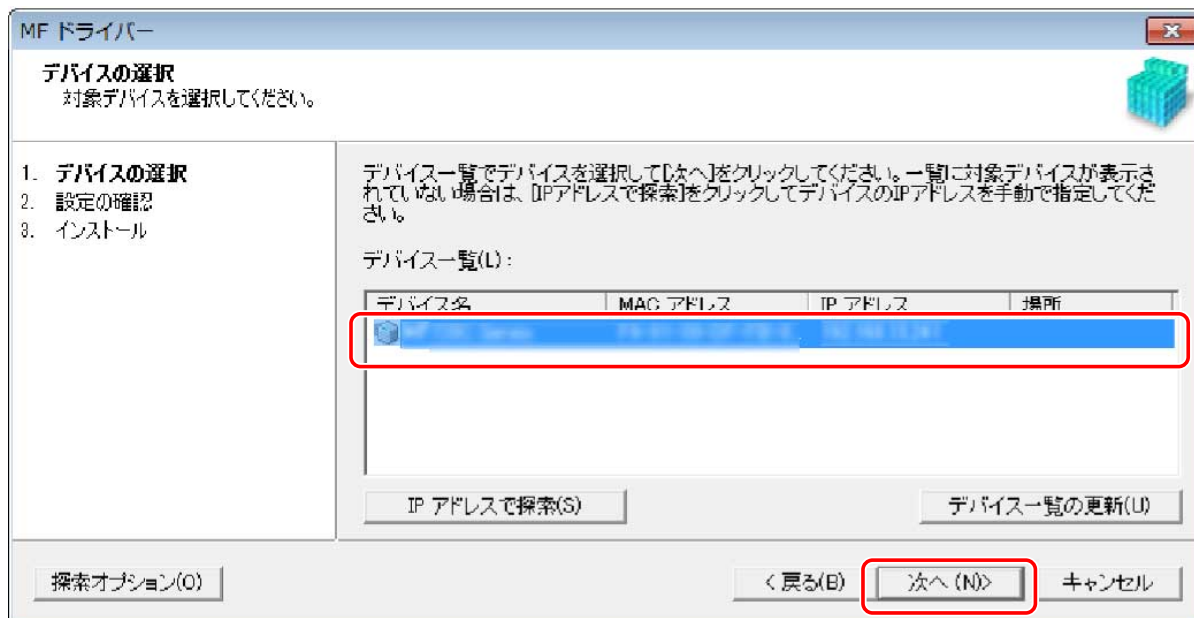 MF ドライバー
デバイスの選択
対象デバイスを選択してください。
1. デバイスの選択
2. 設定の確認
3. インストール
デバイス一覧でデバイスを選択して[次へ]をクリックしてください。一覧に対象デバイスが表示さ
れていない場合は、[IPアドレスで探索]をクリックしてデバイスのIPアドレスを手動で指定してくだ
さい。
デバイス一覧(L):
デバイス名 MAC アドレス IP アドレス 場所
IP アドレスで探索(S) デバイス一覧の更新(U)
探索オプション(O) < 戻る(B) 次へ (N)> キャンセル